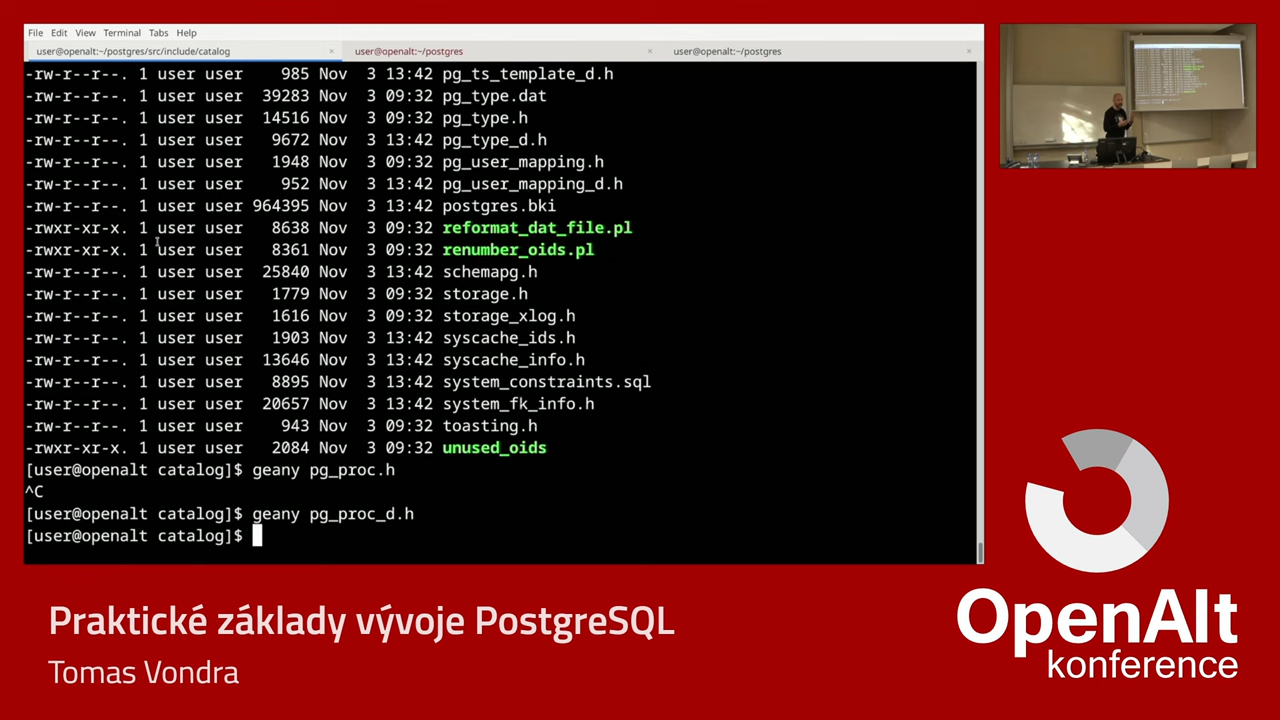 File Edit View Terminal Tabs Help
user@openalt:~/postgres/src/include/catalog × user@openalt:~/postgres × user@openalt:~/postgres ×
-rw-r--r--. 1 user user 985 Nov 3 13:42 pg_ts_template_d.h
-rw-r--r--. 1 user user 39283 Nov 3 09:32 pg_type.dat
-rw-r--r--. 1 user user 14516 Nov 3 09:32 pg_type.h
-rw-r--r--. 1 user user 9672 Nov 3 13:42 pg_type_d.h
-rw-r--r--. 1 user user 1948 Nov 3 09:32 pg_user_mapping.h
-rw-r--r--. 1 user user 952 Nov 3 13:42 pg_user_mapping_d.h
-rw-r--r--. 1 user user 964395 Nov 3 13:42 postgres.bki
-rwxr-xr-x. 1 user user 8638 Nov 3 09:32 reformat_dat_file.pl
-rwxr-xr-x. 1 user user 8361 Nov 3 09:32 renumber_oids.pl
-rw-r--r--. 1 user user 25840 Nov 3 13:42 schemapg.h
-rw-r--r--. 1 user user 1779 Nov 3 09:32 storage.h
-rw-r--r--. 1 user user 1616 Nov 3 09:32 storage_xlog.h
-rw-r--r--. 1 user user 1903 Nov 3 13:42 syscache_ids.h
-rw-r--r--. 1 user user 13646 Nov 3 13:42 syscache_info.h
-rw-r--r--. 1 user user 8895 Nov 3 13:42 system_constraints.sql
-rw-r--r--. 1 user user 20657 Nov 3 13:42 system_fk_info.h
-rw-r--r--. 1 user user 943 Nov 3 09:32 toasting.h
-rwxr-xr-x. 1 user user 2084 Nov 3 09:32 unused_oids
[user@openalt catalog]$ geany pg_proc.h
^C
[user@openalt catalog]$ geany pg_proc_d.h
[user@openalt catalog]$
Praktické základy vývoje PostgreSQL
Tomas Vondra
OpenAlt
konference